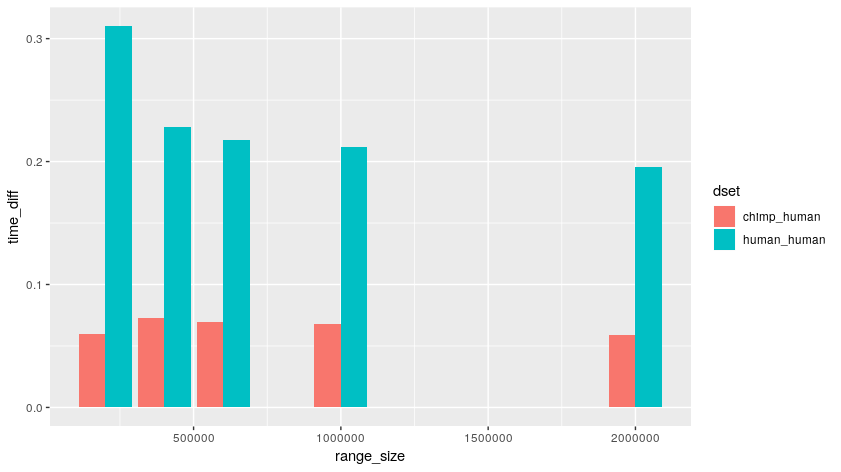 time_diff
0.3
0.2
0.1
0.0
500000
1000000
1500000
2000000
range_size
dset
chimp_human
human_human